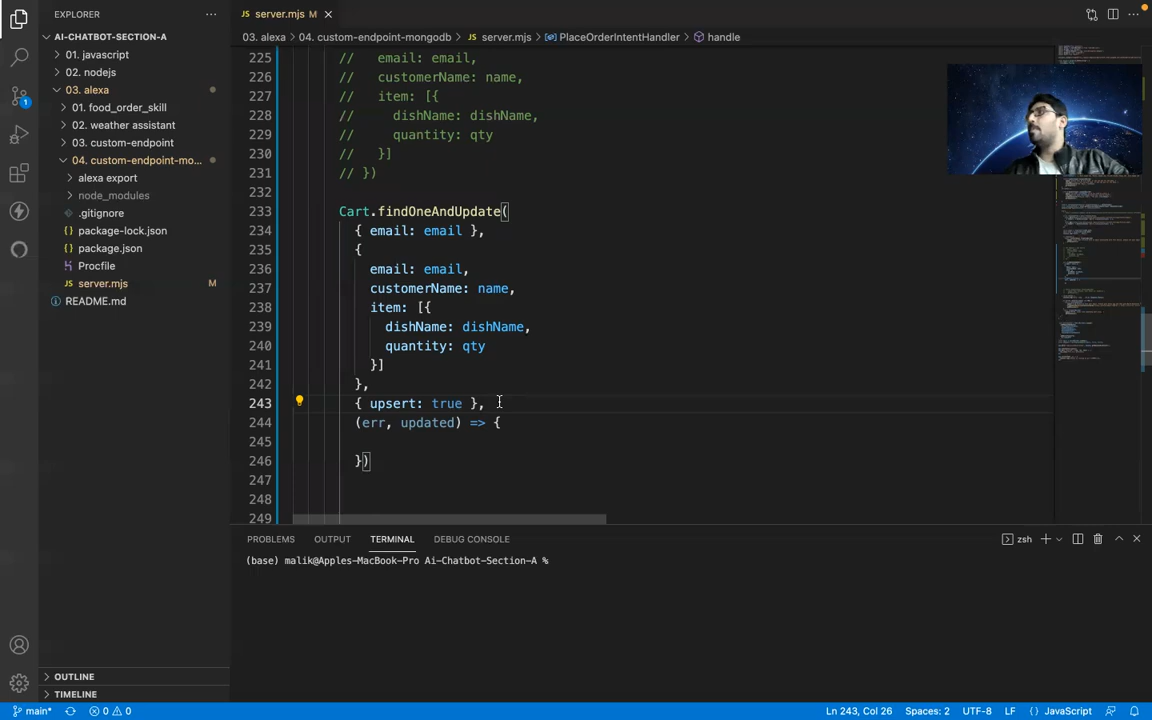 EXPLORER
···
AI-CHATBOT-SECTION-A
01. javascript
02. nodejs
03. alexa
01. food_order_skill
02. weather assistant
03. custom-endpoint
04. custom-endpoint-mo...
alexa export
node_modules
.gitignore
package-lock.json
package.json
Procfile
server.mjs M
README.md
OUTLINE
TIMELINE
JS server.mjs M
03. alexa > 04. custom-endpoint-mongodb > JS server.mjs > PlaceOrderIntentHandler > handle
225 // email: email,
226 // customerName: name,
227 // item: [{
228 // dishName: dishName,
229 // quantity: qty
230 // }]
231 // })
232
233 Cart.findOneAndUpdate(
234 { email: email },
235 {
236 email: email,
237 customerName: name,
238 item: [{
239 dishName: dishName,
240 quantity: qty
241 }]
242 },
243 { upsert: true },
244 (err, updated) => {
245
246 })
247
248
249
PROBLEMS OUTPUT TERMINAL DEBUG CONSOLE
zsh
(base) malik@Apples-MacBook-Pro Ai-Chatbot-Section-A %
1
main* 0 0
Ln 243, Col 26 Spaces: 2 UTF-8 LF {} JavaScript